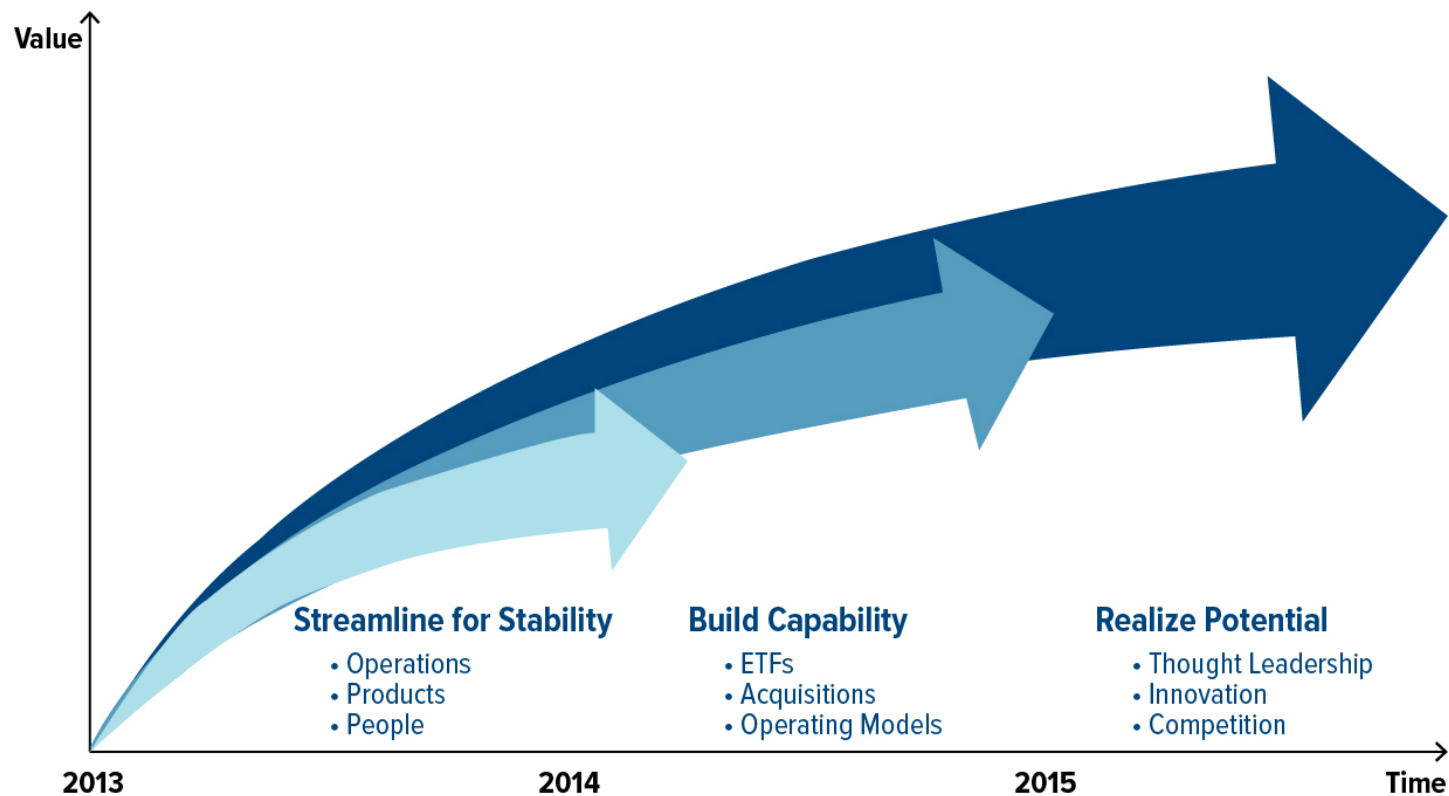 Value
Streamline for Stability
• Operations
• Products
• People
Build Capability
• ETFs
• Acquisitions
• Operating Models
Realize Potential
• Thought Leadership
• Innovation
• Competition
2013
2014
2015
Time